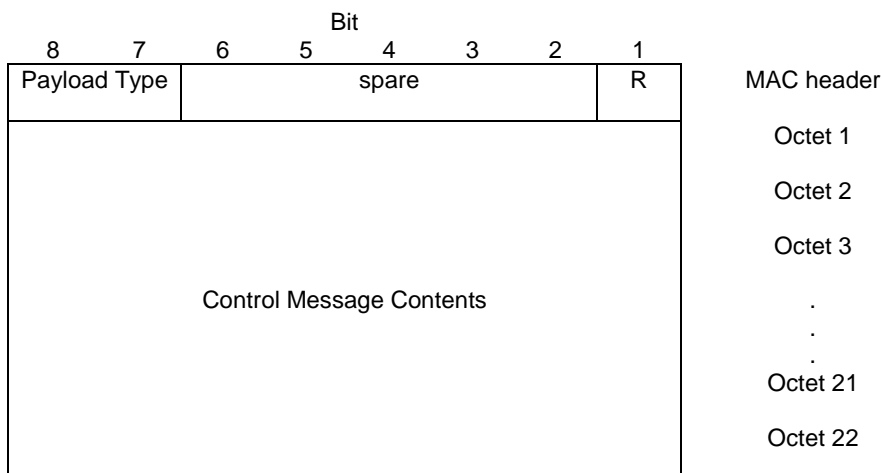 Bit
8 7 6 5 4 3 2 1
Payload Type spare R MAC header
Octet 1
Octet 2
Octet 3
Control Message Contents .
.
.
Octet 21
Octet 22